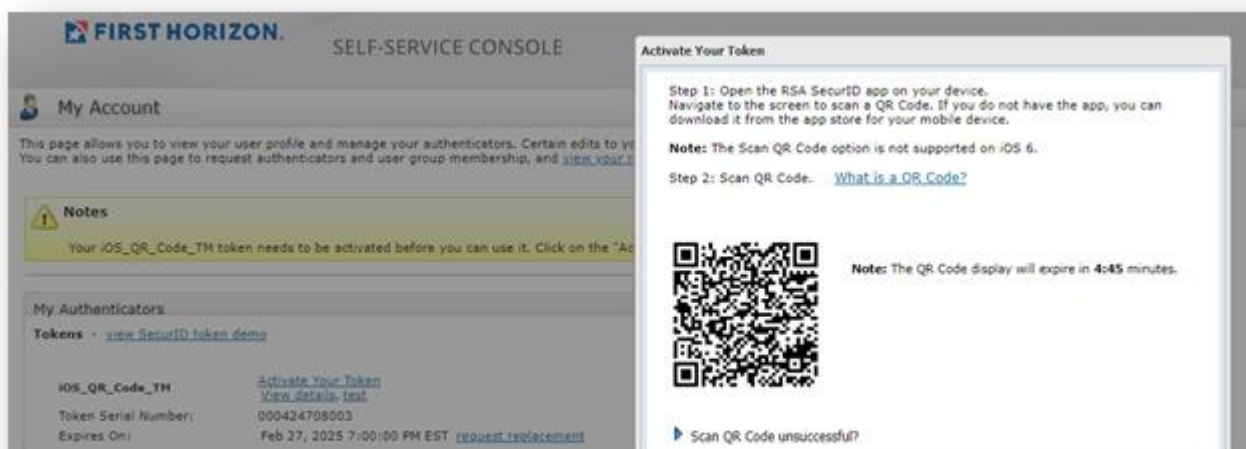 FIRST HORIZON.
SELF-SERVICE CONSOLE
My Account
This page allows you to view your user profile and manage your authenticators. Certain edits to
You can also use this page to request authenticators and user group membership, and view your
Notes
Your iOS_QR_Code_TM token needs to be activated before you can use it. Click on the "Ac
My Authenticators
Tokens - view SecurID token demo
iOS_QR_Code_TM
Activate Your Token
View details, test
Token Serial Number: 000424708003
Expires On: Feb 27, 2025 7:00:00 PM EST request replacement
Activate Your Token
Step 1: Open the RSA SecurID app on your device.
Navigate to the screen to scan a QR Code. If you do not have the app, you can
download it from the app store for your mobile device.
Note: The Scan QR Code option is not supported on iOS 6.
Step 2: Scan QR Code. What is a QR Code?
Note: The QR Code display will expire in 4:45 minutes.
Scan QR Code unsuccessful?